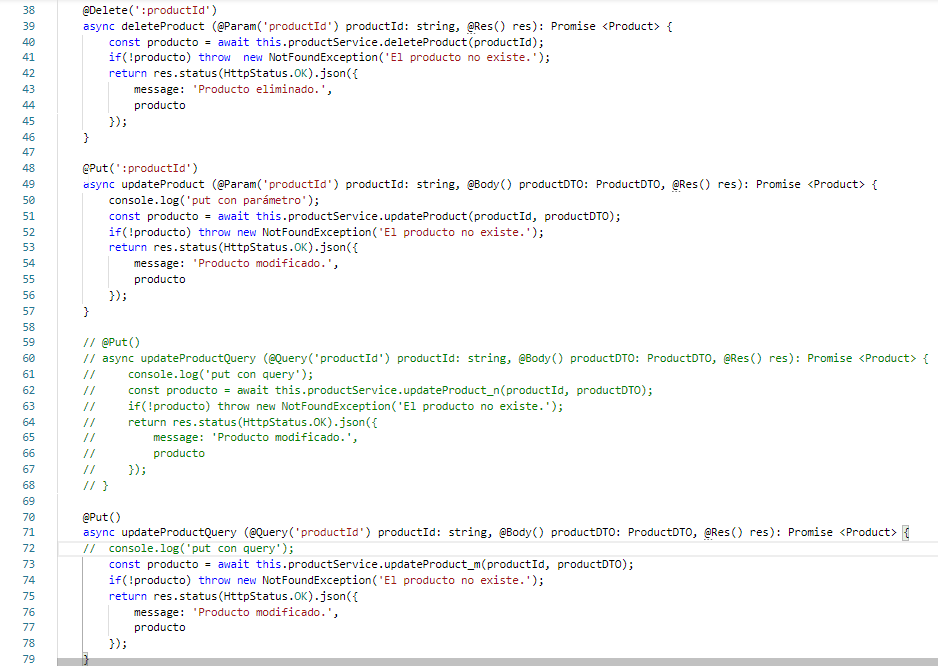 38 @Delete(':productId')
39 async deleteProduct (@Param('productId') productId: string, @Res() res): Promise <Product> {
40 const producto = await this.productService.deleteProduct(productId);
41 if(!producto) throw  new NotFoundException('El producto no existe.');
42 return res.status(HttpStatus.OK).json({
43 message: 'Producto eliminado.',
44 producto
45 });
46 }
47
48 @Put(':productId')
49 async updateProduct (@Param('productId') productId: string, @Body() productDTO: ProductDTO, @Res() res): Promise <Product> {
50 console.log('put con parámetro');
51 const producto = await this.productService.updateProduct(productId, productDTO);
52 if(!producto) throw new NotFoundException('El producto no existe.');
53 return res.status(HttpStatus.OK).json({
54 message: 'Producto modificado.',
55 producto
56 });
57 }
58
59 // @Put()
60 // async updateProductQuery (@Query('productId') productId: string, @Body() productDTO: ProductDTO, @Res() res): Promise <Product> {
61 //     console.log('put con query');
62 //     const producto = await this.productService.updateProduct_n(productId, productDTO);
63 //     if(!producto) throw new NotFoundException('El producto no existe.');
64 //     return res.status(HttpStatus.OK).json({
65 //         message: 'Producto modificado.',
66 //         producto
67 //     });
68 // }
69
70 @Put()
71 async updateProductQuery (@Query('productId') productId: string, @Body() productDTO: ProductDTO, @Res() res): Promise <Product> {
72 //  console.log('put con query');
73 const producto = await this.productService.updateProduct_m(productId, productDTO);
74 if(!producto) throw new NotFoundException('El producto no existe.');
75 return res.status(HttpStatus.OK).json({
76 message: 'Producto modificado.',
77 producto
78 });
79 }